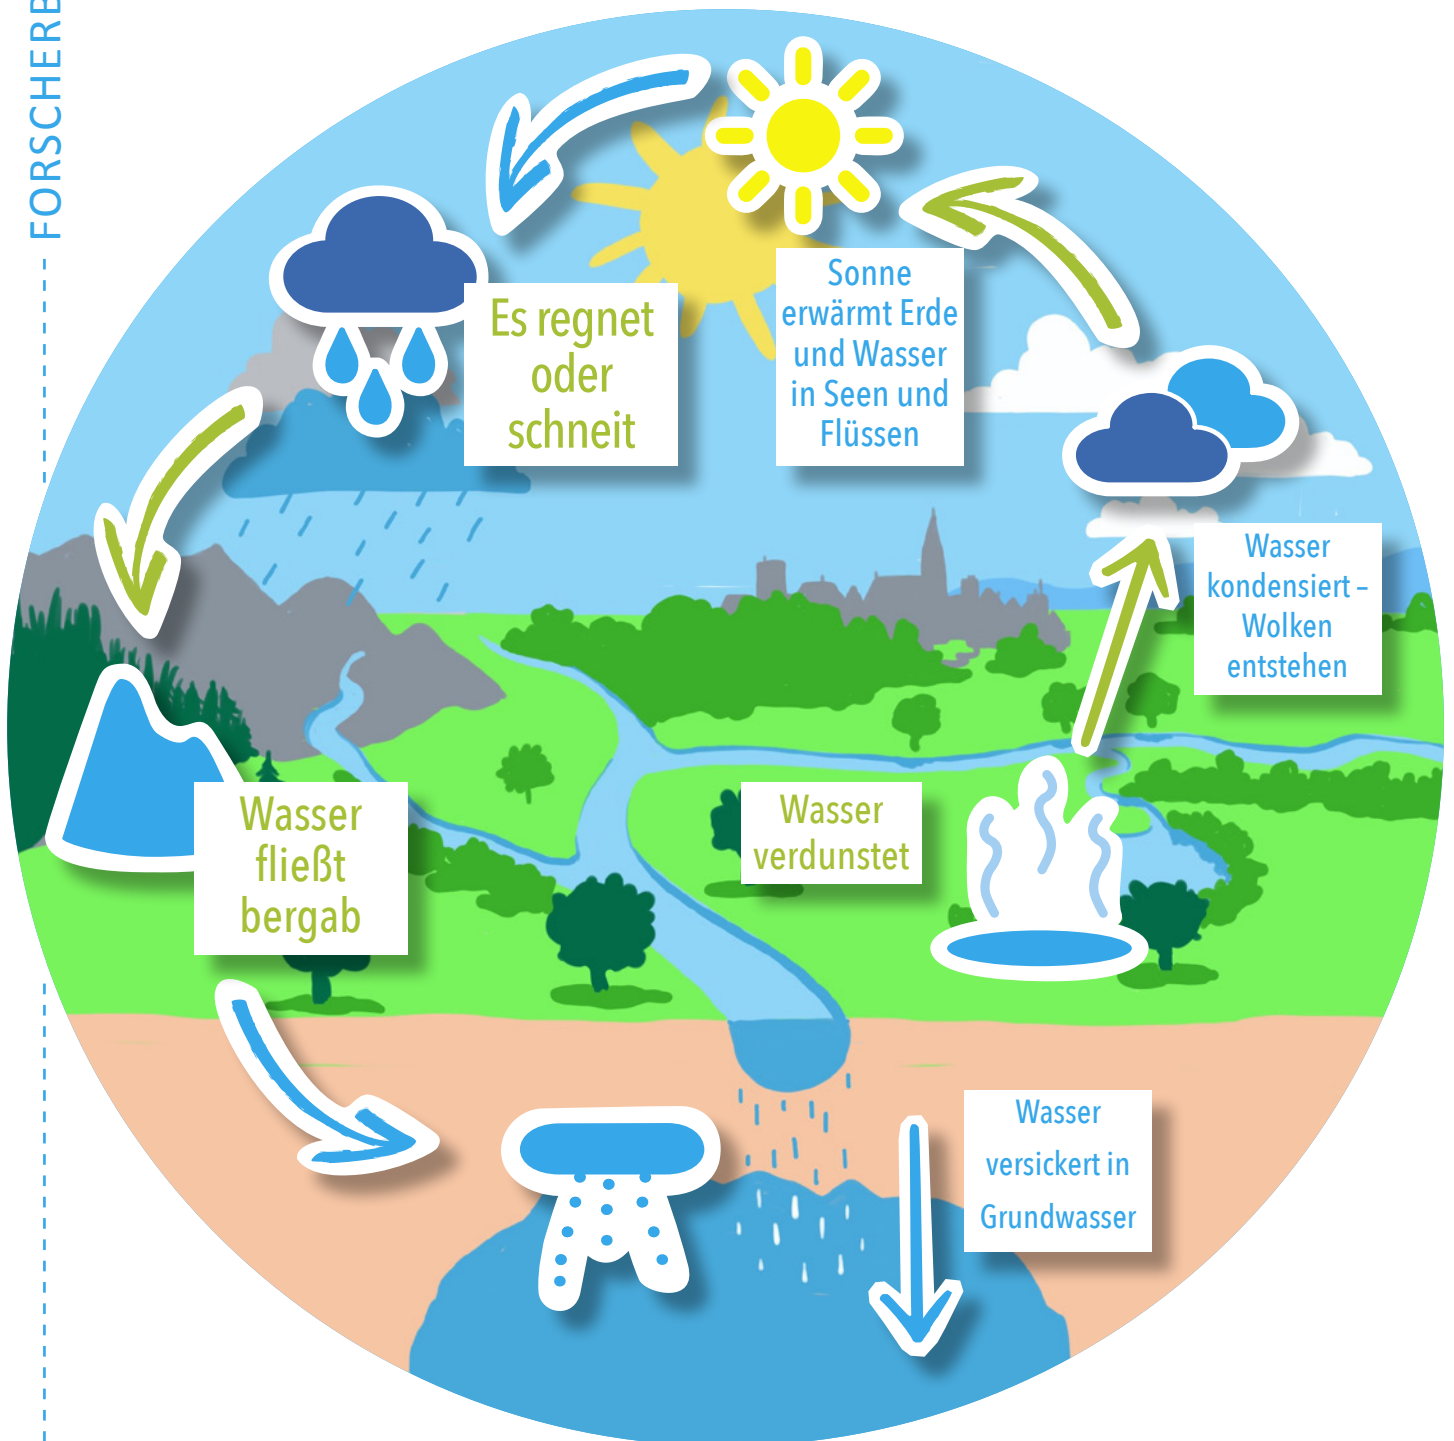 FORSCHERB
Es regnet
oder
schneit
Sonne
erwärmt Erde
und Wasser
in Seen und
Flüssen
Wasser
kondensiert –
Wolken
entstehen
Wasser
fließt
bergab
Wasser
verdunstet
Wasser
versickert in
Grundwasser